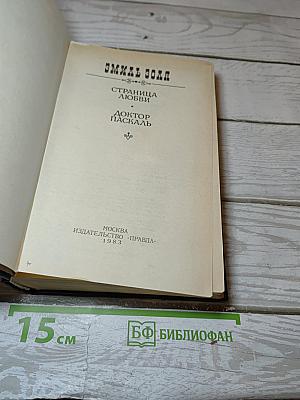 ЭМИЛЬ ЗОЛЯ
СТРАНИЦА
ЛЮБВИ
•
ДОКТОР
ПАСКАЛЬ
МОСКВА
ИЗДАТЕЛЬСТВО «ПРАВДА»
1983
15 см
БФ БИБЛИОФАН